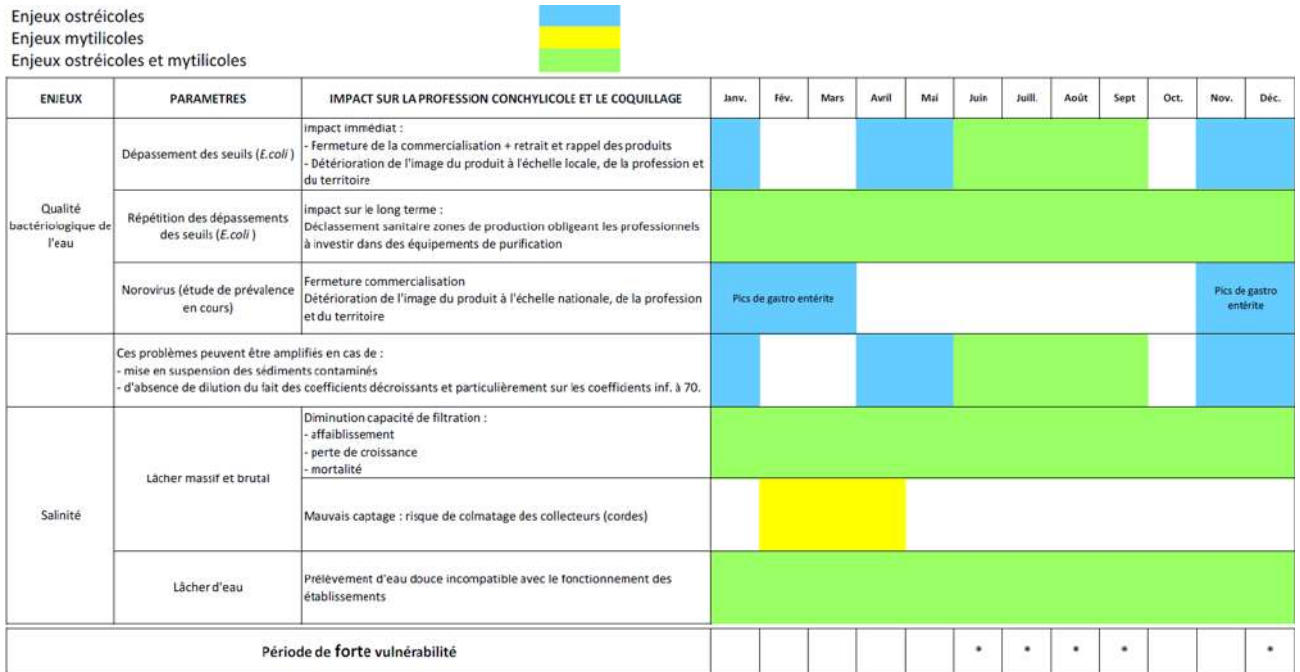 Enjeux ostréicoles
Enjeux mytilicoles
Enjeux ostréicoles et mytilicoles
ENJEUX PARAMETRES IMPACT SUR LA PROFESSION CONCHYLICOLE ET LE COQUILLAGE Janv. Fév. Mars Avril Mai Juin Juill. Août Sept Oct. Nov. Déc.
Qualité
bactériologique de
l'eau
Dépassement des seuils (E.coli )
impact immédiat :
- Fermeture de la commercialisation + retrait et rappel des produits
- Détérioration de l'image du produit à l'échelle locale, de la profession et
du territoire
Répétition des dépassements
des seuils (E.coli )
impact sur le long terme :
Déclassement sanitaire zones de production obligeant les professionnels
à investir dans des équipements de purification
Norovirus (étude de prévalence
en cours)
Fermeture commercialisation
Détérioration de l'image du produit à l'échelle nationale, de la profession
et du territoire
Pics de gastro entérite
Pics de gastro
entérite
Ces problèmes peuvent être amplifiés en cas de :
- mise en suspension des sédiments contaminés
- d'absence de dilution du fait des coefficients décroissants et particulièrement sur les coefficients inf. à 70.
Salinité
Lâcher massif et brutal
Diminution capacité de filtration :
- affaiblissement
- perte de croissance
- mortalité
Mauvais captage : risque de colmatage des collecteurs (cordes)
Lâcher d'eau
Prélèvement d'eau douce incompatible avec le fonctionnement des
établissements
Période de forte vulnérabilité * * * * *